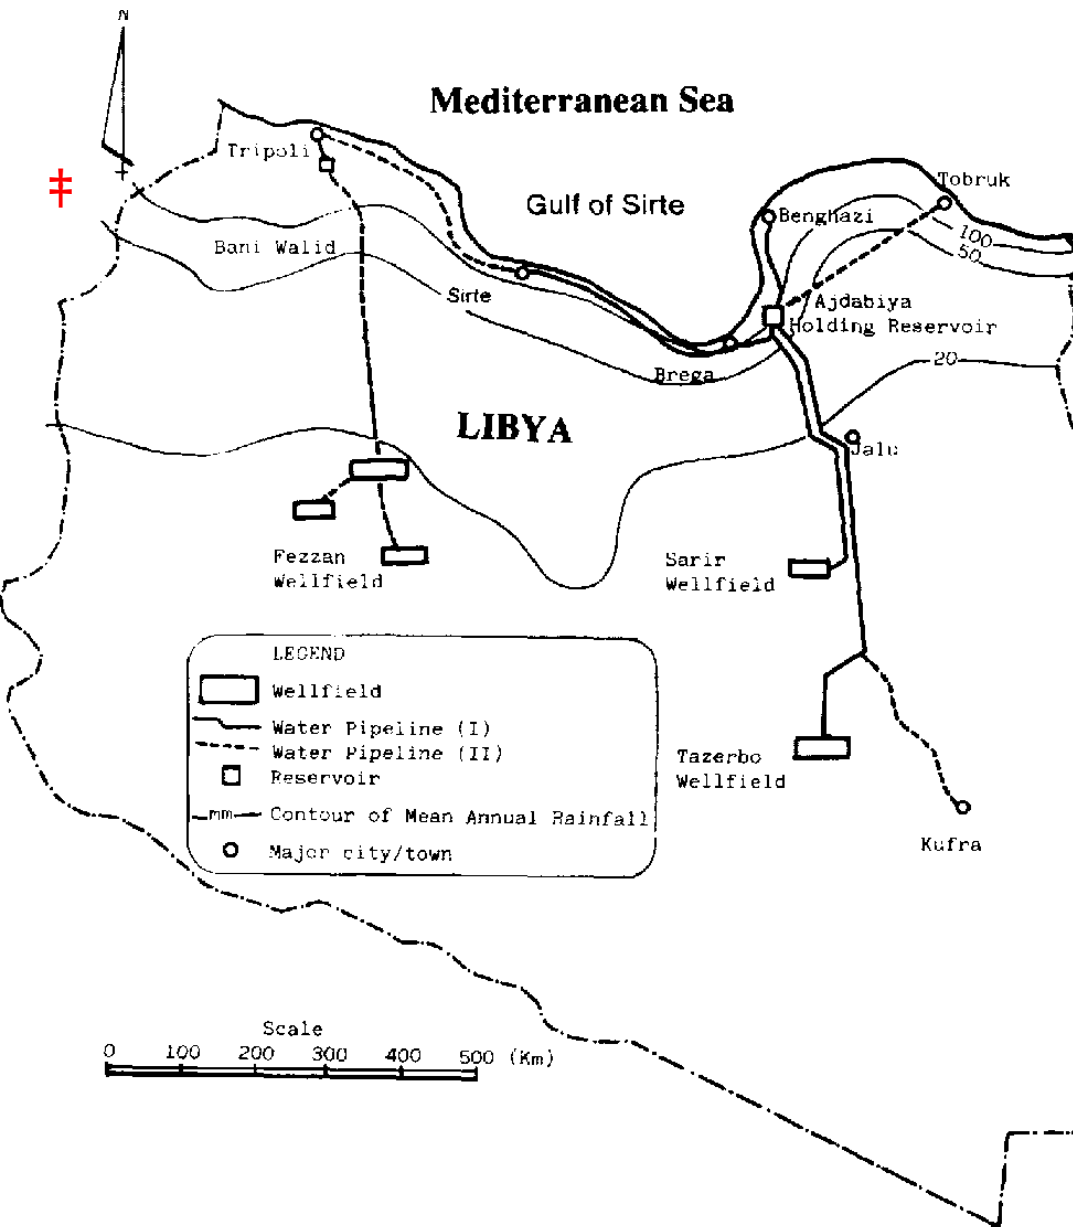 N
Mediterranean Sea
‡
Tripoli
Tobruk
Gulf of Sirte
Benghazi
100
50
Bani Walid
Sirte
Ajdabiya
Holding Reservoir
20
Brega
LIBYA
Jalu
Fezzan
Wellfield
Sarir
Wellfield
LEGEND
Wellfield
Water Pipeline (I)
Water Pipeline (II)
Reservoir
mm
Contour of Mean Annual Rainfall
Major city/town
Tazerbo
Wellfield
Kufra
Scale
0 100 200 300 400 500 (Km)